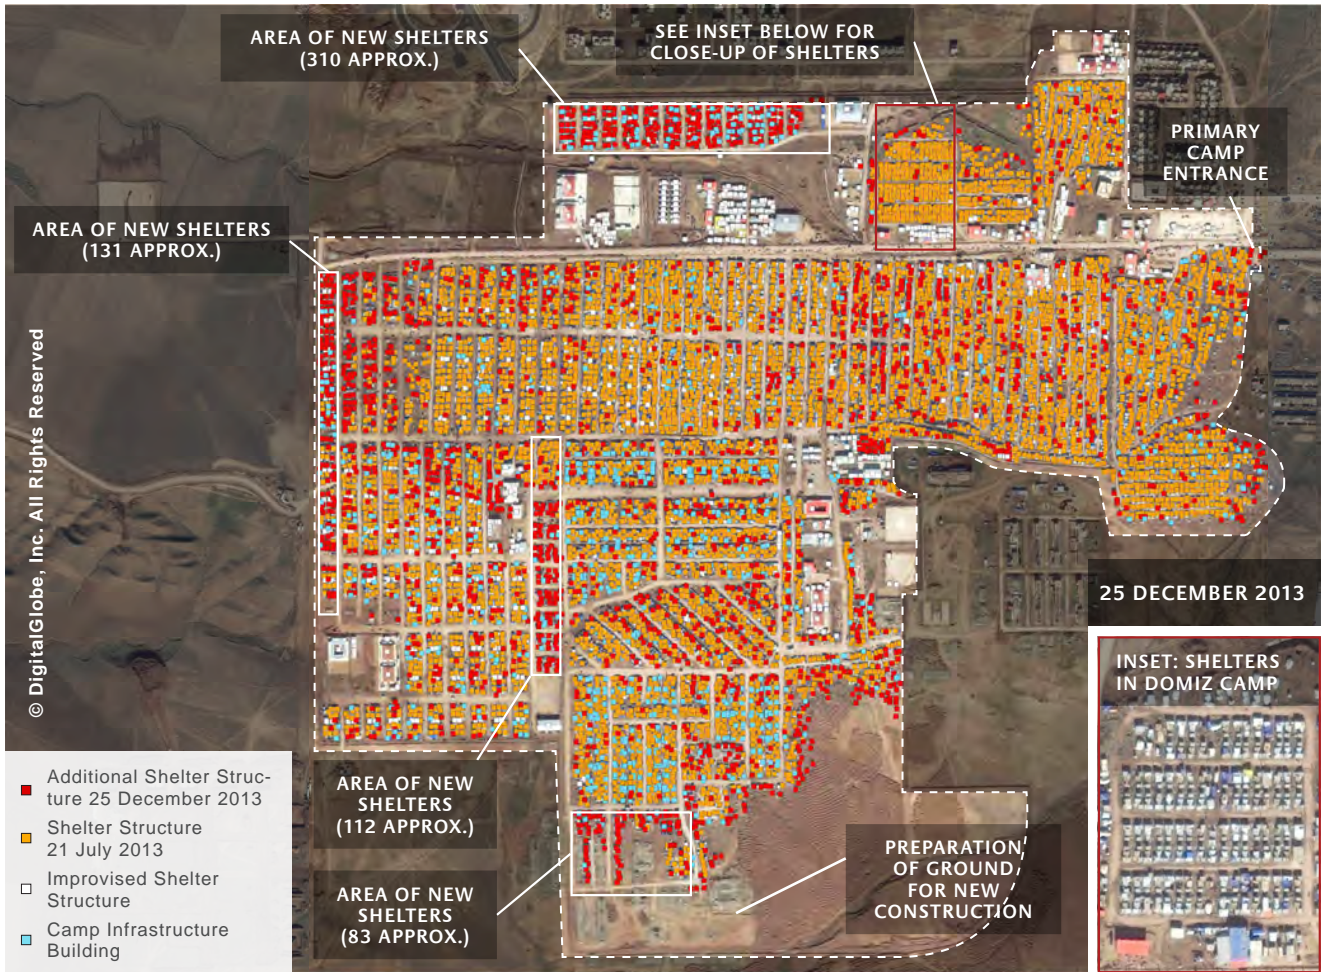 AREA OF NEW SHELTERS
(310 APPROX.)
SEE INSET BELOW FOR
CLOSE-UP OF SHELTERS
PRIMARY
CAMP
ENTRANCE
AREA OF NEW SHELTERS
(131 APPROX.)
© DigitalGlobe, Inc. All Rights Reserved
25 DECEMBER 2013
INSET: SHELTERS
IN DOMIZ CAMP
Additional Shelter Struc-
ture 25 December 2013
Shelter Structure
21 July 2013
Improvised Shelter
Structure
Camp Infrastructure
Building
AREA OF NEW
SHELTERS
(112 APPROX.)
AREA OF NEW
SHELTERS
(83 APPROX.)
PREPARATION
OF GROUND
FOR NEW
CONSTRUCTION